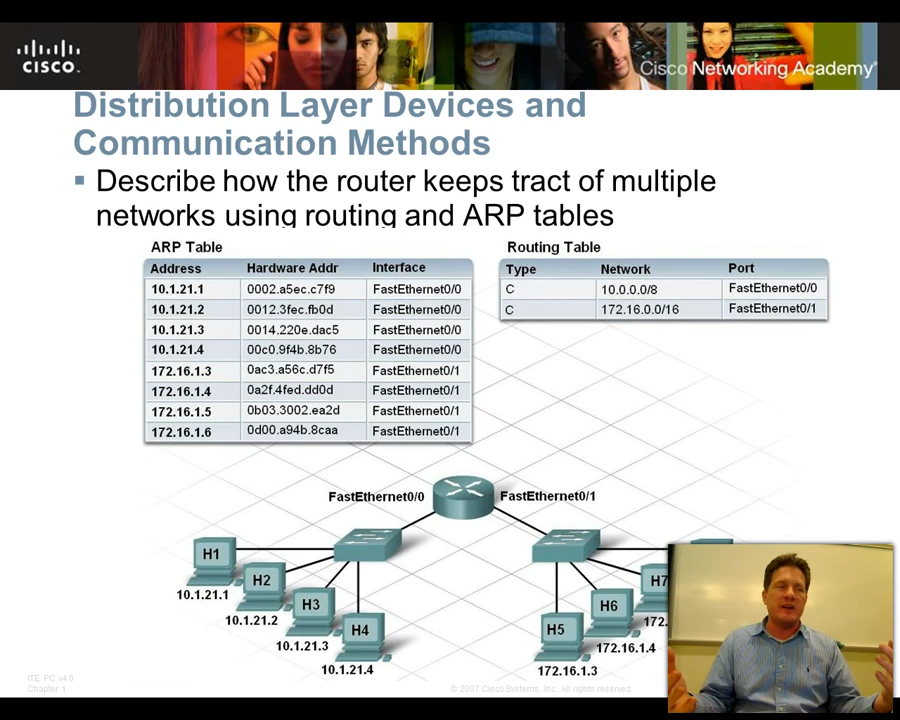 CISCO
Cisco Networking Academy
Distribution Layer Devices and
Communication Methods
Describe how the router keeps tract of multiple
networks using routing and ARP tables
ARP Table
Address Hardware Addr Interface
10.1.21.1 0002.a5ec.c7f9 FastEthernet0/0
10.1.21.2 0012.3fec.fb0d FastEthernet0/0
10.1.21.3 0014.220e.dac5 FastEthernet0/0
10.1.21.4 00c0.9f4b.8b76 FastEthernet0/0
172.16.1.3 0ac3.a56c.d7f5 FastEthernet0/1
172.16.1.4 0a2f.4fed.dd0d FastEthernet0/1
172.16.1.5 0b03.3002.ea2d FastEthernet0/1
172.16.1.6 0d00.a94b.8caa FastEthernet0/1
Routing Table
Type Network Port
C 10.0.0.0/8 FastEthernet0/0
C 172.16.0.0/16 FastEthernet0/1
FastEthernet0/0 FastEthernet0/1
H1
10.1.21.1
H2
10.1.21.2
H3
10.1.21.3
H4
10.1.21.4
H5
172.16.1.3
H6
172.16.1.4
H7
172.
ITE PC v4.0
Chapter 1
© 2007 Cisco Systems, Inc. All rights reserved.